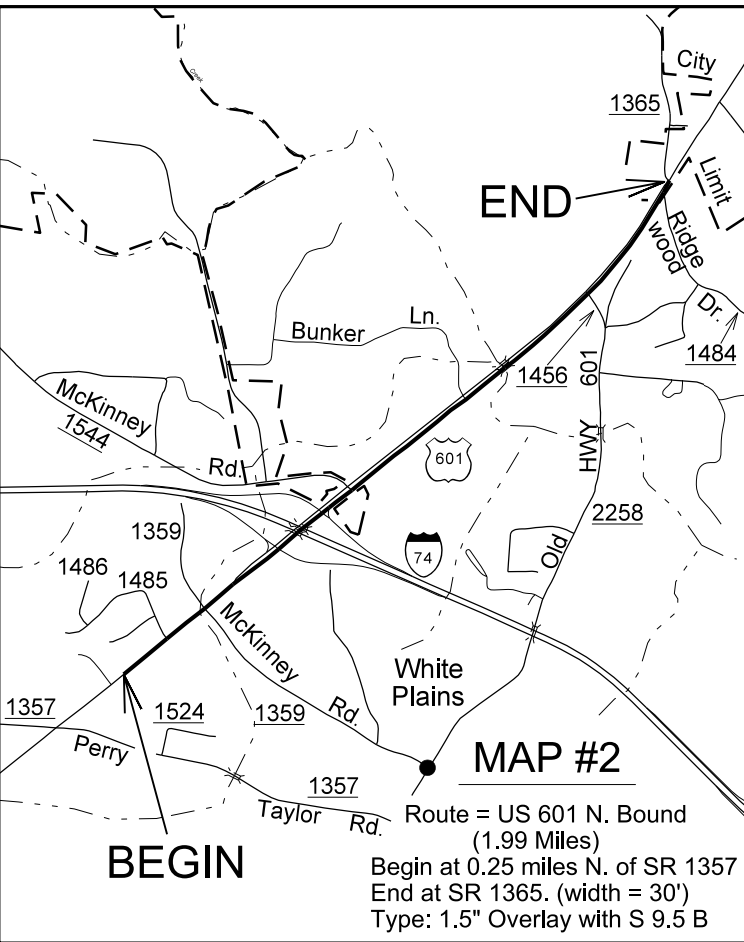 Creek
City
1365
END
Limit
Ridge
wood
Dr.
1484
Bunker Ln.
1456
HWY 601
McKinney
1544
Rd.
601
2258
1359
74
Old
1486
1485
McKinney
Rd.
White
Plains
1357
1524
1359
Perry
1357
Taylor Rd.
BEGIN
MAP #2
Route = US 601 N. Bound
(1.99 Miles)
Begin at 0.25 miles N. of SR 1357
End at SR 1365. (width = 30')
Type: 1.5" Overlay with S 9.5 B